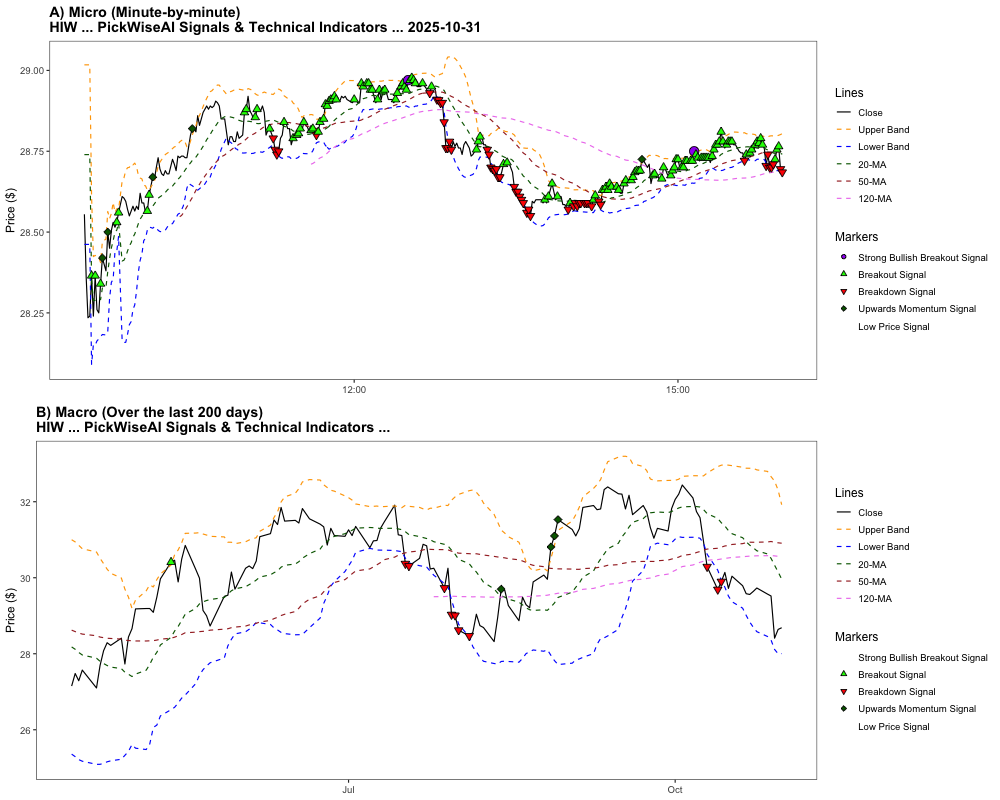 A) Micro (Minute-by-minute)
HIW ... PickWiseAI Signals & Technical Indicators ... 2025-10-31
29.00
28.75
28.50
28.25
Price ($)
12:00
15:00
Lines
Close
Upper Band
Lower Band
20-MA
50-MA
120-MA
Markers
Strong Bullish Breakout Signal
Breakout Signal
Breakdown Signal
Upwards Momentum Signal
Low Price Signal
B) Macro (Over the last 200 days)
HIW ... PickWiseAI Signals & Technical Indicators ...
32
30
28
26
Price ($)
Jul
Oct
Lines
Close
Upper Band
Lower Band
20-MA
50-MA
120-MA
Markers
Strong Bullish Breakout Signal
Breakout Signal
Breakdown Signal
Upwards Momentum Signal
Low Price Signal